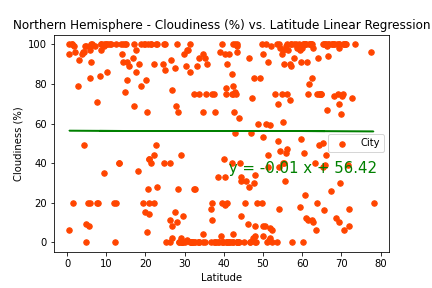 Northern Hemisphere - Cloudiness (%) vs. Latitude Linear Regression
100
80
60
40
20
0
Cloudiness (%)
City
y = -0.01 x + 56.42
0 10 20 30 40 50 60 70 80
Latitude